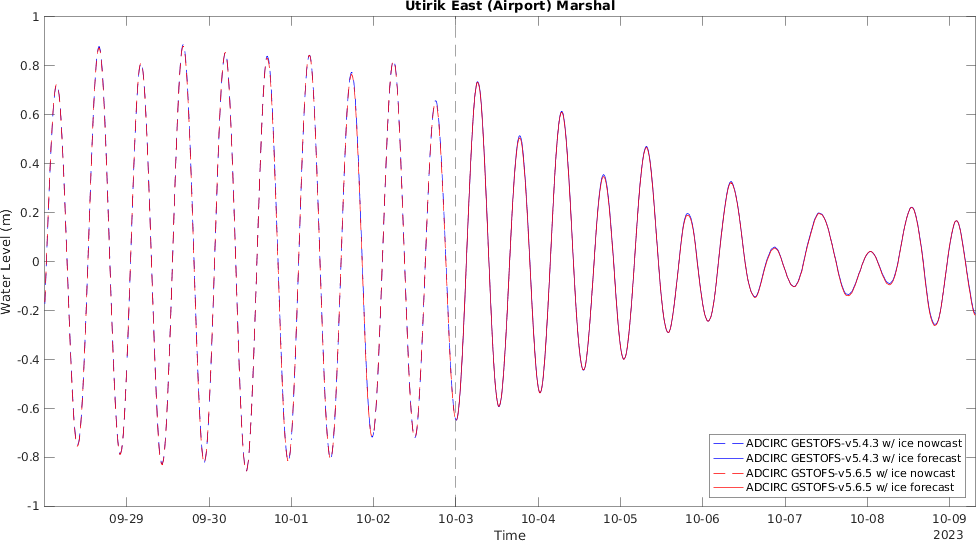 Utirik East (Airport) Marshal
1
0.8
0.6
0.4
0.2
0
-0.2
-0.4
-0.6
-0.8
-1
Water Level (m)
ADCIRC GESTOFS-v5.4.3 w/ ice nowcast
ADCIRC GESTOFS-v5.4.3 w/ ice forecast
ADCIRC GSTOFS-v5.6.5 w/ ice nowcast
ADCIRC GSTOFS-v5.6.5 w/ ice forecast
09-29 09-30 10-01 10-02 10-03 10-04 10-05 10-06 10-07 10-08 10-09
2023
Time